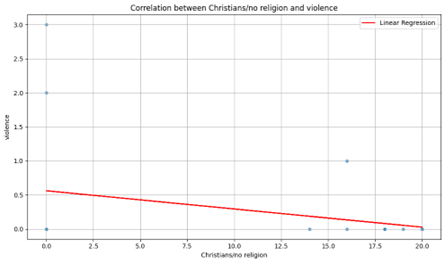 Correlation between Christians/no religion and violence
Linear Regression
3.0
2.5
2.0
1.5
1.0
0.5
0.0
violence
0.0 2.5 5.0 7.5 10.0 12.5 15.0 17.5 20.0
Christians/no religion